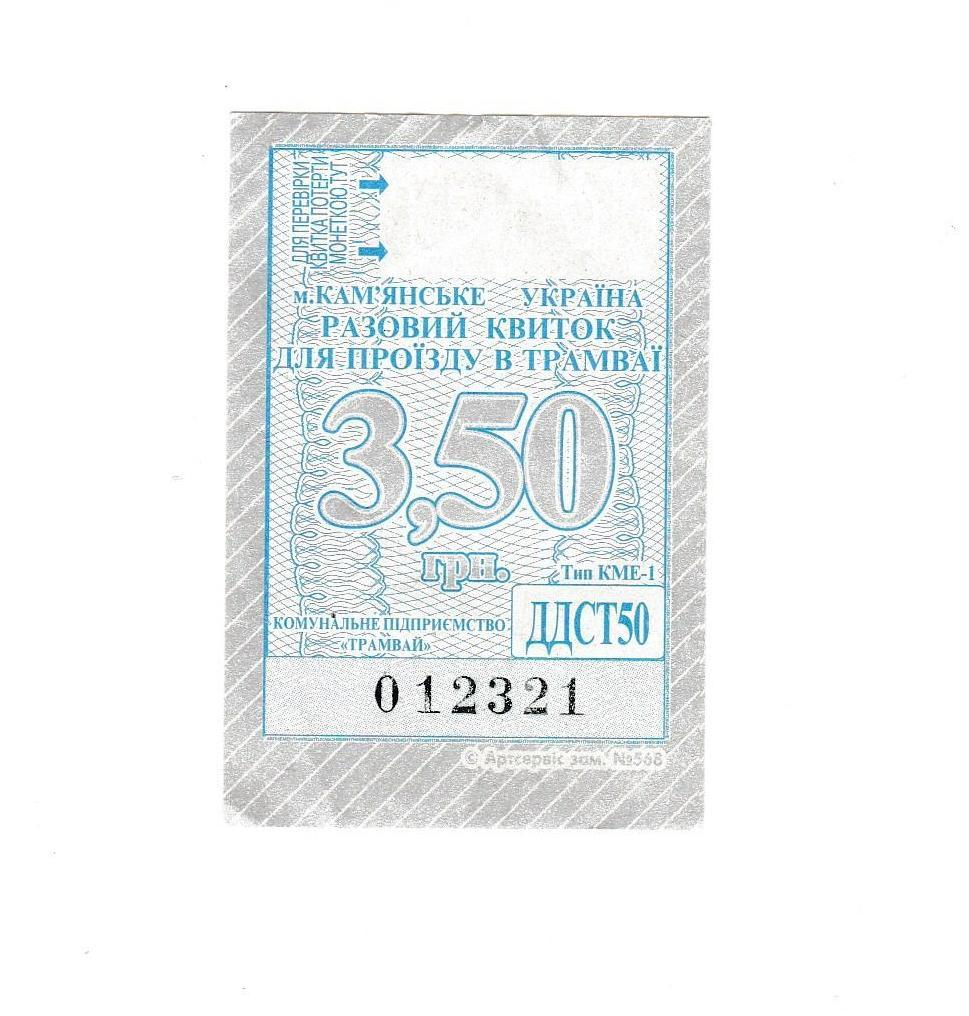 ДЛЯ ПЕРЕВІРКИ
КВИТКА ПОТЕРТИ
МОНЕТКОЮ ТУТ
м.КАМ'ЯНСЬКЕ УКРАЇНА
РАЗОВИЙ КВИТОК
ДЛЯ ПРОЇЗДУ В ТРАМВАЇ
3,50
грн.
Тип КМЕ-1
КОМУНАЛЬНЕ ПІДПРИЄМСТВО
«ТРАМВАЙ»
ДДСТ50
012321
© Артсервіс зам. №568